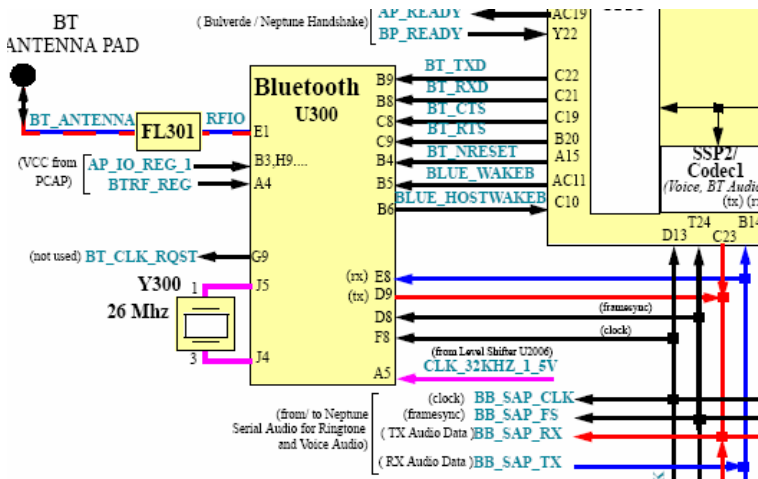 BT
ANTENNA PAD
( Bulverde / Neptune Handshake)
AP_READY
BP_READY
AC19
Y22
Bluetooth
U300
BT_ANTENNA
FL301
RFIO
E1
(VCC from
PCAP)
AP_IO_REG_1
BTRF_REG
B3,H9....
A4
B9
B8
C8
C9
B4
B5
B6
BT_TXD
BT_RXD
BT_CTS
BT_RTS
BT_NRESET
BLUE_WAKEB
BLUE_HOSTWAKEB
C22
C21
C19
B20
A15
AC11
C10
SSP2/
Codec1
(Voice, BT Audio
(tx) (rx
T24
B14
D13
C23
(not used) BT_CLK_RQST
G9
Y300
26 Mhz
1
J5
3
J4
(rx) E8
(tx) D9
D8
(framesync)
F8
(clock)
(from Level Shifter U2006)
A5
CLK_32KHZ_1_5V
(from/ to Neptune
Serial Audio for Ringtone
and Voice Audio)
(clock) BB_SAP_CLK
(framesync) BB_SAP_FS
( TX Audio Data )BB_SAP_RX
( RX Audio Data )BB_SAP_TX